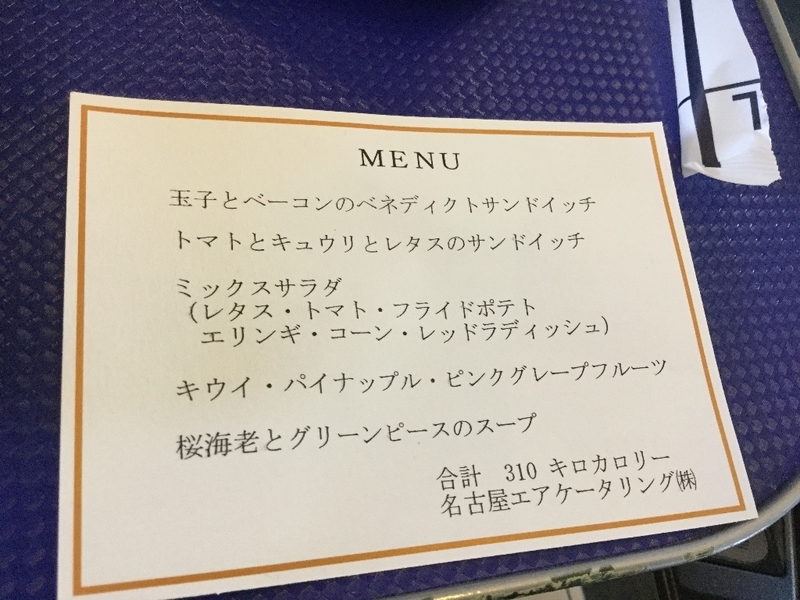 MENU
玉子とベーコンのベネディクトサンドイッチ
トマトとキュウリとレタスのサンドイッチ
ミックスサラダ
（レタス・トマト・フライドポテト
エリンギ・コーン・レッドラディッシュ）
キウイ・パイナップル・ピンクグレープフルーツ
桜海老とグリーンピースのスープ
合計 310 キロカロリー
名古屋エアケータリング㈱